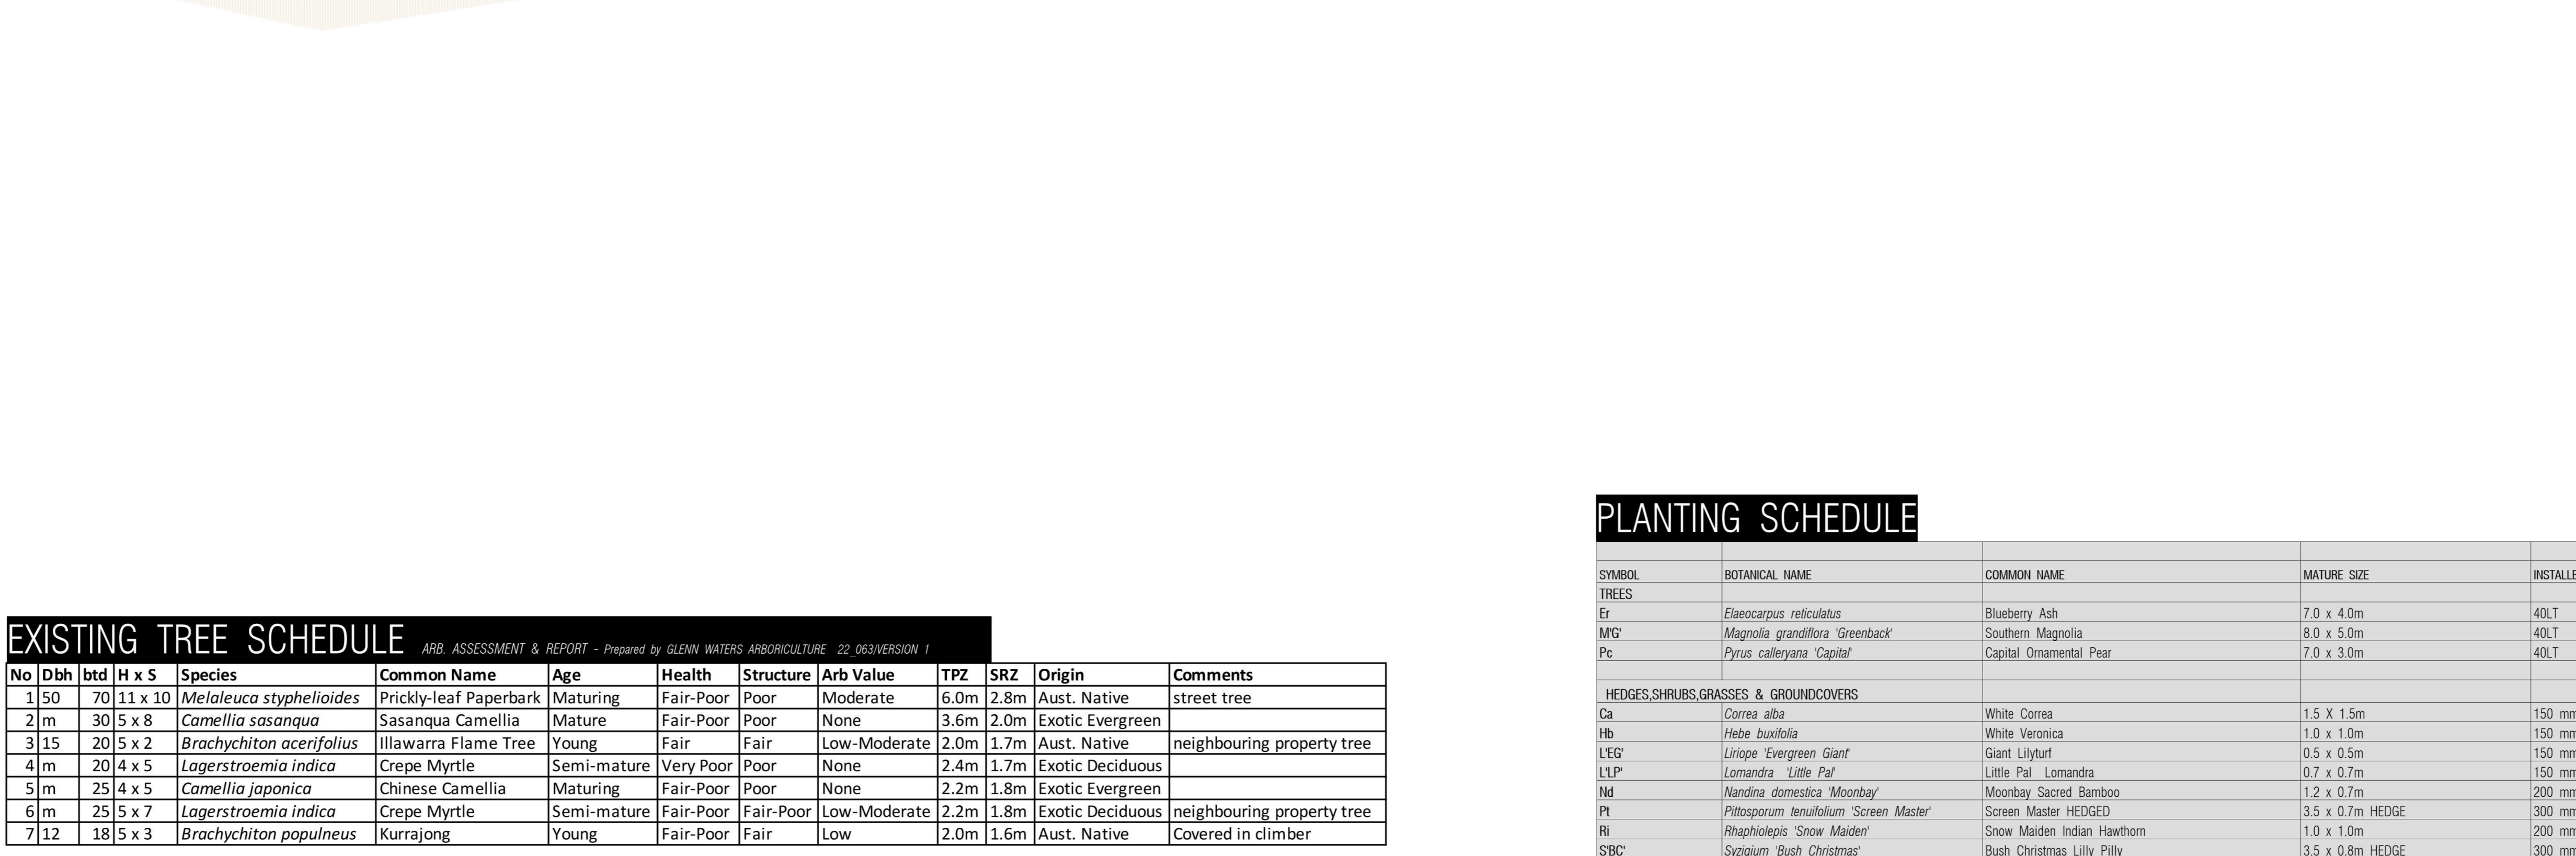 EXISTING TREE SCHEDULE ARB. ASSESSMENT & REPORT - Prepared by GLENN WATERS ARBORICULTURE 22_063/VERSION 1
No Dbh btd H x S Species Common Name Age Health Structure Arb Value TPZ SRZ Origin Comments
1 50 70 11 x 10 Melaleuca styphelioides Prickly-leaf Paperbark Maturing Fair-Poor Poor Moderate 6.0m 2.8m Aust. Native street tree
2 m 30 5 x 8 Camellia sasanqua Sasanqua Camellia Mature Fair-Poor Poor None 3.6m 2.0m Exotic Evergreen
3 15 20 5 x 2 Brachychiton acerifolius Illawarra Flame Tree Young Fair Fair Low-Moderate 2.0m 1.7m Aust. Native neighbouring property tree
4 m 20 4 x 5 Lagerstroemia indica Crepe Myrtle Semi-mature Very Poor Poor None 2.4m 1.7m Exotic Deciduous
5 m 25 4 x 5 Camellia japonica Chinese Camellia Maturing Fair-Poor Poor None 2.2m 1.8m Exotic Evergreen
6 m 25 5 x 7 Lagerstroemia indica Crepe Myrtle Semi-mature Fair-Poor Fair-Poor Low-Moderate 2.2m 1.8m Exotic Deciduous neighbouring property tree
7 12 18 5 x 3 Brachychiton populneus Kurrajong Young Fair-Poor Fair Low 2.0m 1.6m Aust. Native Covered in climber
PLANTING SCHEDULE
SYMBOL BOTANICAL NAME COMMON NAME MATURE SIZE INSTALLE
TREES
Er Elaeocarpus reticulatus Blueberry Ash 7.0 x 4.0m 40LT
M'G' Magnolia grandiflora 'Greenback' Southern Magnolia 8.0 x 5.0m 40LT
Pc Pyrus calleryana 'Capital' Capital Ornamental Pear 7.0 x 3.0m 40LT
HEDGES,SHRUBS,GRASSES & GROUNDCOVERS
Ca Correa alba White Correa 1.5 X 1.5m 150 mm
Hb Hebe buxifolia White Veronica 1.0 x 1.0m 150 mm
L'EG' Liriope 'Evergreen Giant' Giant Lilyturf 0.5 x 0.5m 150 mm
L'LP' Lomandra 'Little Pal' Little Pal Lomandra 0.7 x 0.7m 150 mm
Nd Nandina domestica 'Moonbay' Moonbay Sacred Bamboo 1.2 x 0.7m 200 mm
Pt Pittosporum tenuifolium 'Screen Master' Screen Master HEDGED 3.5 x 0.7m HEDGE 300 mm
Ri Rhaphiolepis 'Snow Maiden' Snow Maiden Indian Hawthorn 1.0 x 1.0m 200 mm
S'BC' Syzigium 'Bush Christmas' Bush Christmas Lilly Pilly 3.5 x 0.8m HEDGE 300 mm